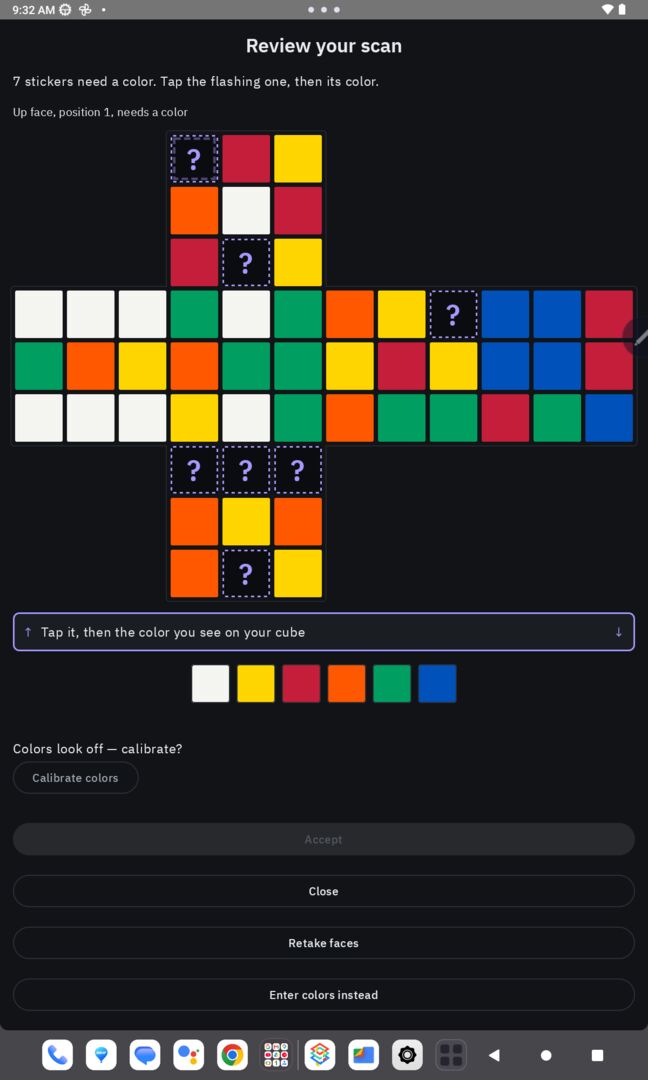 9:32 AM
Review your scan
7 stickers need a color. Tap the flashing one, then its color.
Up face, position 1, needs a color
?
?
?
? ? ?
?
↑ Tap it, then the color you see on your cube ↓
Colors look off — calibrate?
Calibrate colors
Accept
Close
Retake faces
Enter colors instead